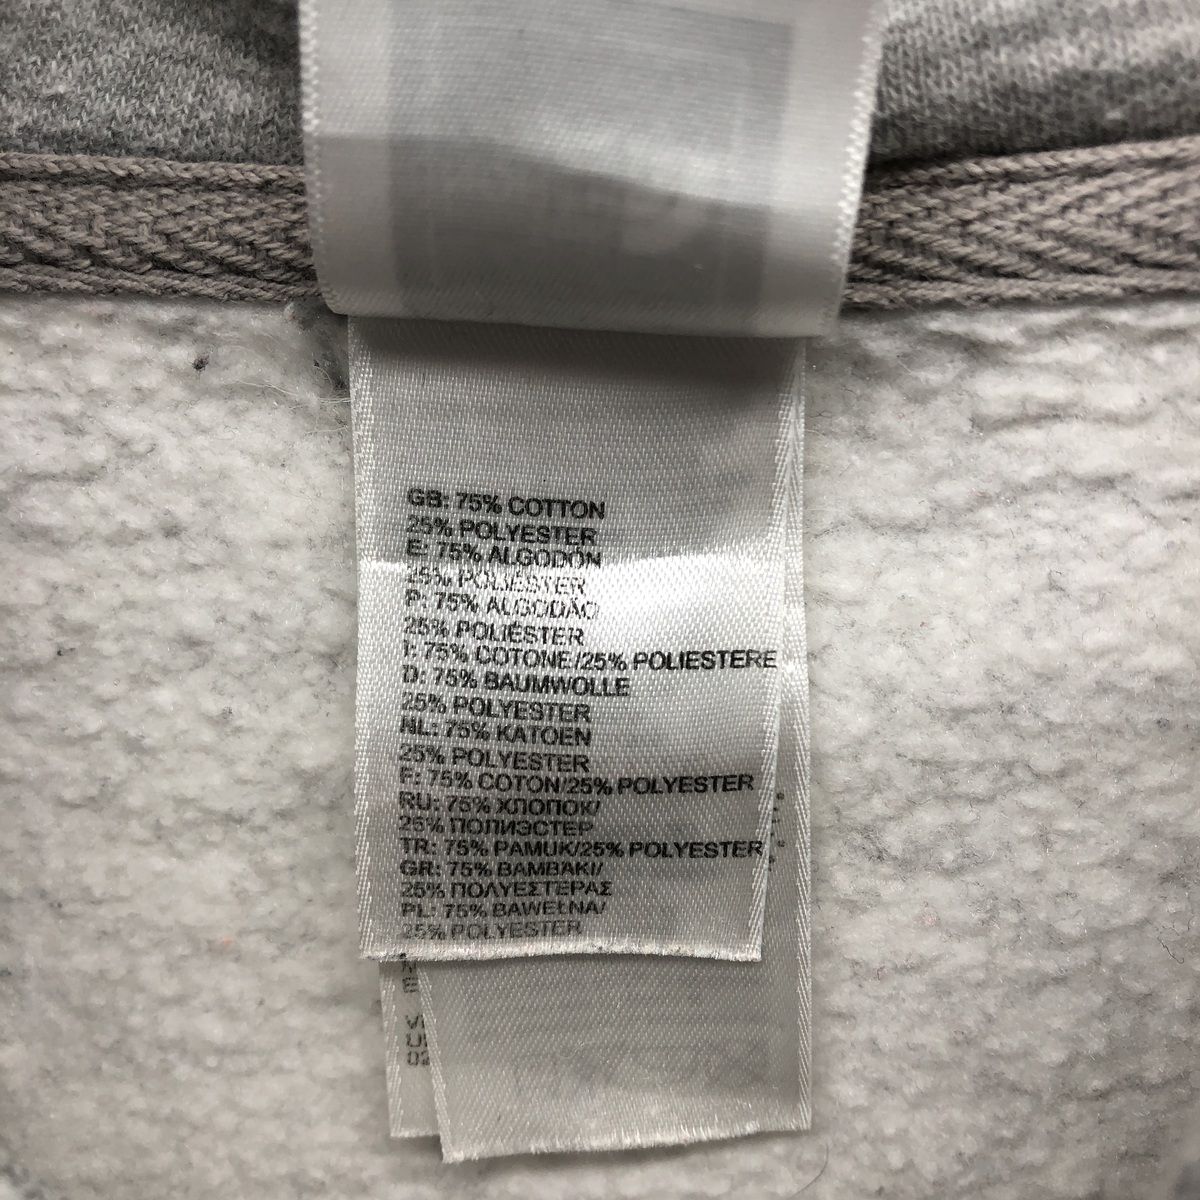 GB: 75% COTTON
25% POLYESTER
E: 75% ALGODÓN
25% POLIÉSTER
P: 75% ALGODÃO
25% POLIÉSTER
I: 75% COTONE/25% POLIESTERE
D: 75% BAUMWOLLE
25% POLYESTER
NL: 75% KATOEN
25% POLYESTER
F: 75% COTON/25% POLYESTER
RU: 75% ХЛОПОК/
25% ПОЛИЭСТЕР
TR: 75% PAMUK/25% POLYESTER
GR: 75% ΒΑΜΒΑΚΙ/
25% ΠΟΛΥΕΣΤΕΡΑΣ
PL: 75% BAWEŁNA/
25% POLYESTER